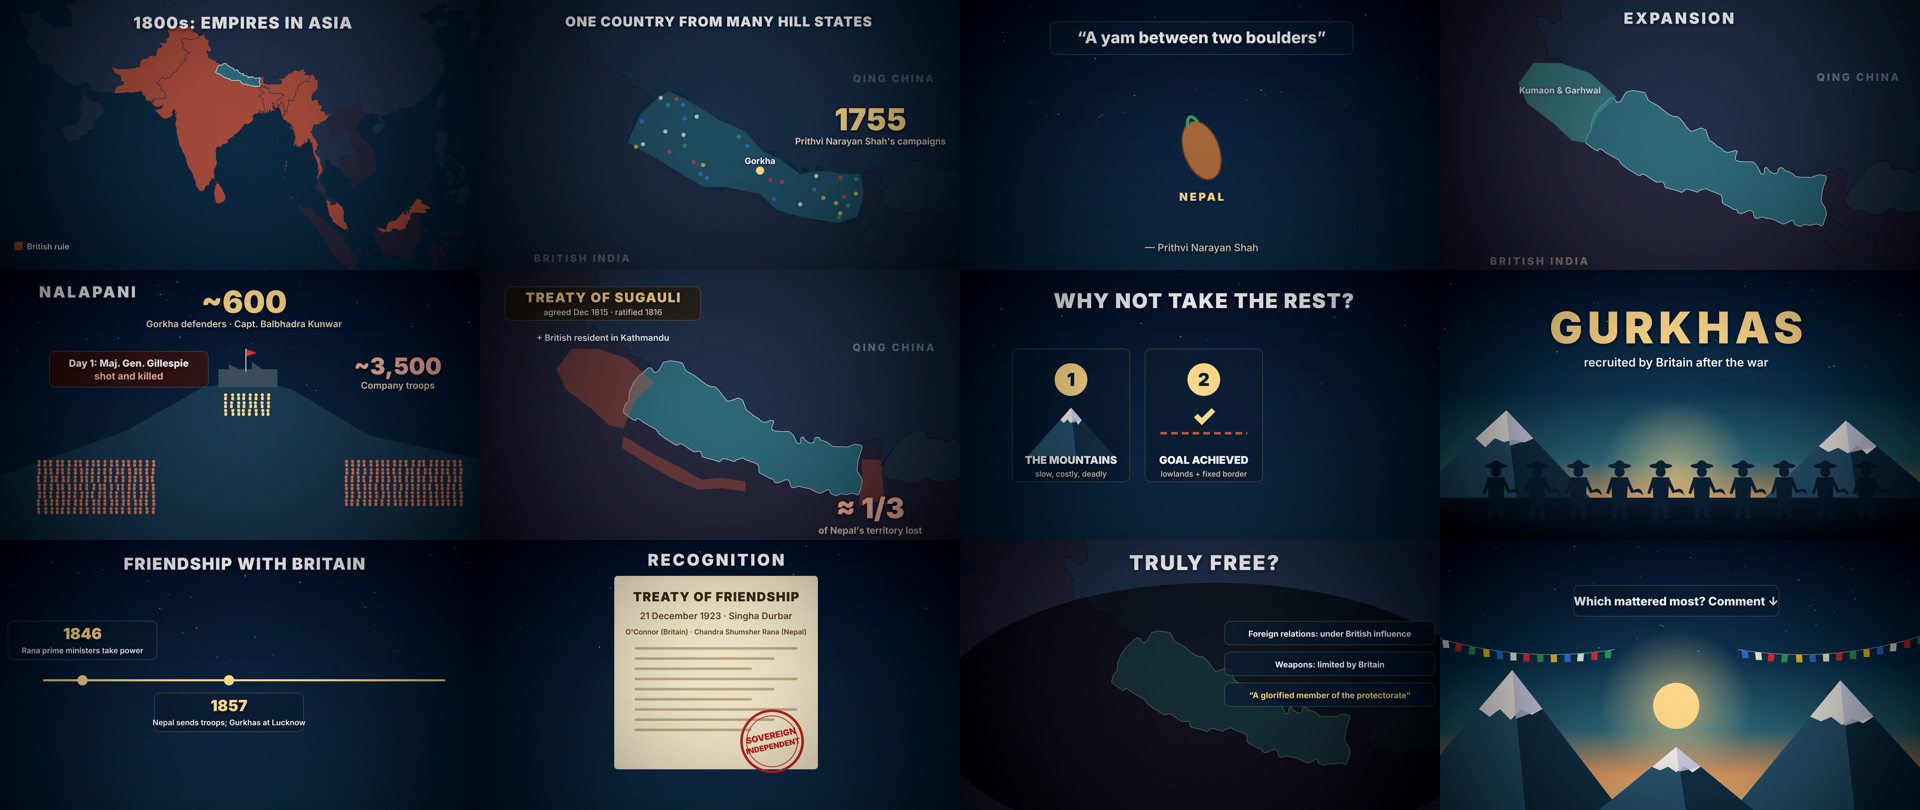 1800s: EMPIRES IN ASIA
British rule
ONE COUNTRY FROM MANY HILL STATES
QING CHINA
1755
Prithvi Narayan Shah's campaigns
Gorkha
BRITISH INDIA
“A yam between two boulders”
NEPAL
— Prithvi Narayan Shah
EXPANSION
QING CHINA
Kumaon & Garhwal
BRITISH INDIA
NALAPANI
~600
Gorkha defenders · Capt. Balbhadra Kunwar
Day 1: Maj. Gen. Gillespie
shot and killed
~3,500
Company troops
TREATY OF SUGAULI
agreed Dec 1815 · ratified 1816
+ British resident in Kathmandu
QING CHINA
≈ 1/3
of Nepal's territory lost
WHY NOT TAKE THE REST?
1
THE MOUNTAINS
slow, costly, deadly
2
GOAL ACHIEVED
lowlands + fixed border
GURKHAS
recruited by Britain after the war
FRIENDSHIP WITH BRITAIN
1846
Rana prime ministers take power
1857
Nepal sends troops; Gurkhas at Lucknow
RECOGNITION
TREATY OF FRIENDSHIP
21 December 1923 · Singha Durbar
O'Connor (Britain) · Chandra Shumsher Rana (Nepal)
SOVEREIGN
INDEPENDENT
TRULY FREE?
Foreign relations: under British influence
Weapons: limited by Britain
“A glorified member of the protectorate”
Which mattered most? Comment ↓